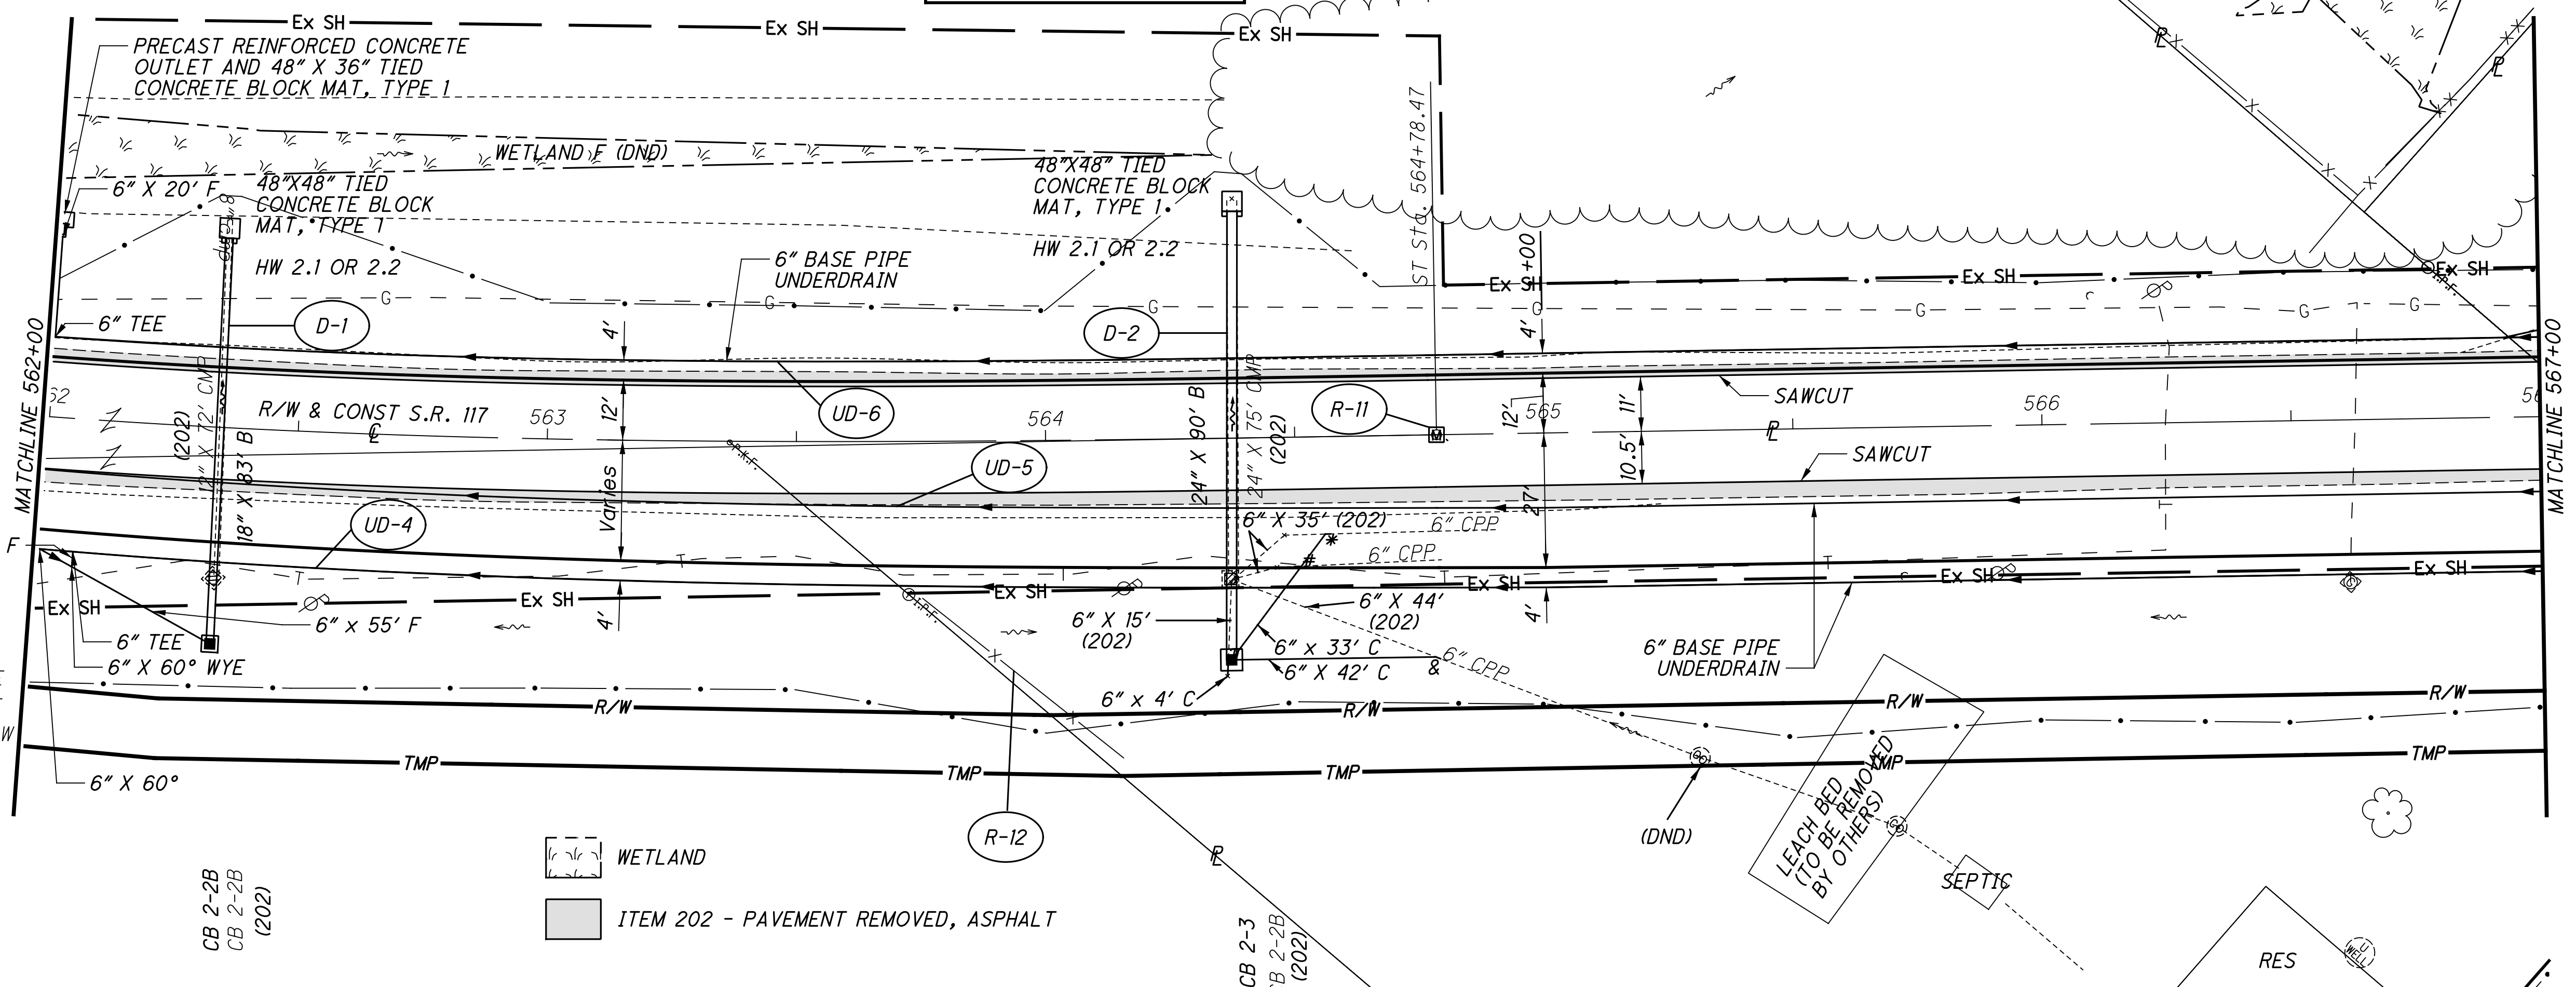 Ex SH
Ex SH
Ex SH
PRECAST REINFORCED CONCRETE
OUTLET AND 48" X 36" TIED
CONCRETE BLOCK MAT, TYPE 1
WETLAND F (DND)
6" X 20' F
48"X48" TIED
CONCRETE BLOCK
MAT, TYPE 1
HW 2.1 OR 2.2
48"X48" TIED
CONCRETE BLOCK
MAT, TYPE 1
HW 2.1 OR 2.2
ST Sta. 564+78.47
6" BASE PIPE
UNDERDRAIN
Ex SH
Ex SH
Ex SH
G
G
G
G
G
G
G
6" TEE
D-1
D-2
4'
4'
MATCHLINE 562+00
MATCHLINE 567+00
12" X 72' CMP
(202)
18" X 83' B
R/W & CONST S.R. 117
62
563
564
565
566
12'
UD-6
R-11
12'
11'
SAWCUT
24" X 90' B
24" X 75' CMP
(202)
P.K.F.
UD-5
SAWCUT
10.5'
Varies
27'
UD-4
F
6" X 35' (202)
6" CPP
6" CPP
*
#
T
T
T
T
T
Ex SH
Ex SH
Ex SH
Ex SH
Ex SH
Ex SH
I.P.F.
4'
4'
6" x 55' F
6" TEE
6" X 60° WYE
6" X 15'
(202)
6" X 44'
(202)
6" x 33' C
6" X 42' C
&
6" CPP
6" x 4' C
6" BASE PIPE
UNDERDRAIN
R/W
R/W
R/W
R/W
W
TMP
TMP
TMP
TMP
TMP
6" X 60°
R-12
(DND)
LEACH BED
(TO BE REMOVED
BY OTHERS)
SEPTIC
CB 2-2B
CB 2-2B
(202)
WETLAND
ITEM 202 - PAVEMENT REMOVED, ASPHALT
CB 2-3
CB 2-2B
(202)
RES
U
WELL